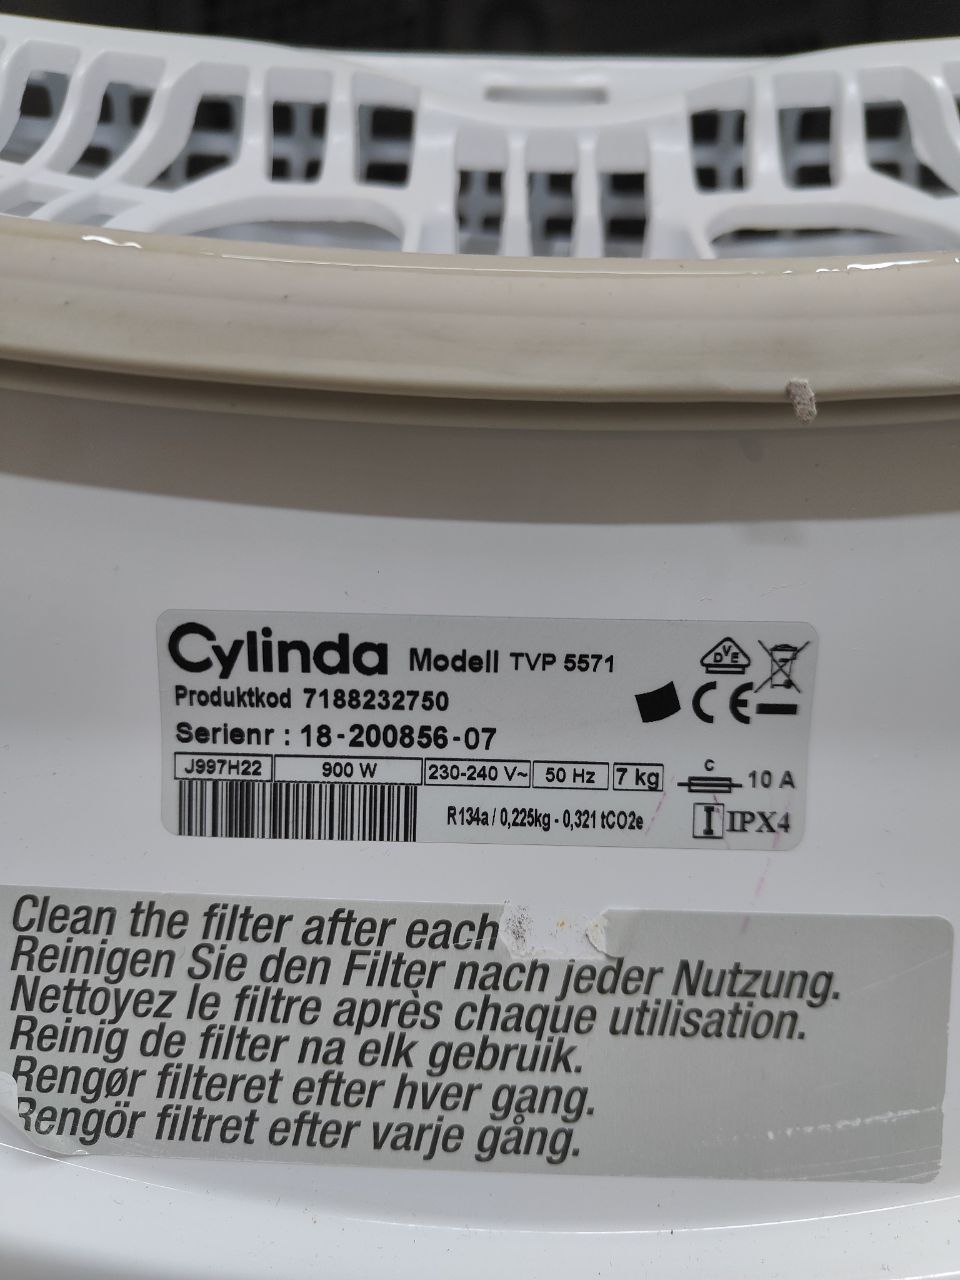 Cylinda Modell TVP 5571
DVE
Produktkod 7188232750
CE
Serienr : 18-200856-07
J997H22 900 W 230-240 V~ 50 Hz 7 kg C 10 A
R134a / 0,225kg - 0,321 tCO2e IPX4
Clean the filter after each
Reinigen Sie den Filter nach jeder Nutzung.
Nettoyez le filtre après chaque utilisation.
Reinig de filter na elk gebruik.
Rengør filteret efter hver gang.
Rengör filtret efter varje gång.